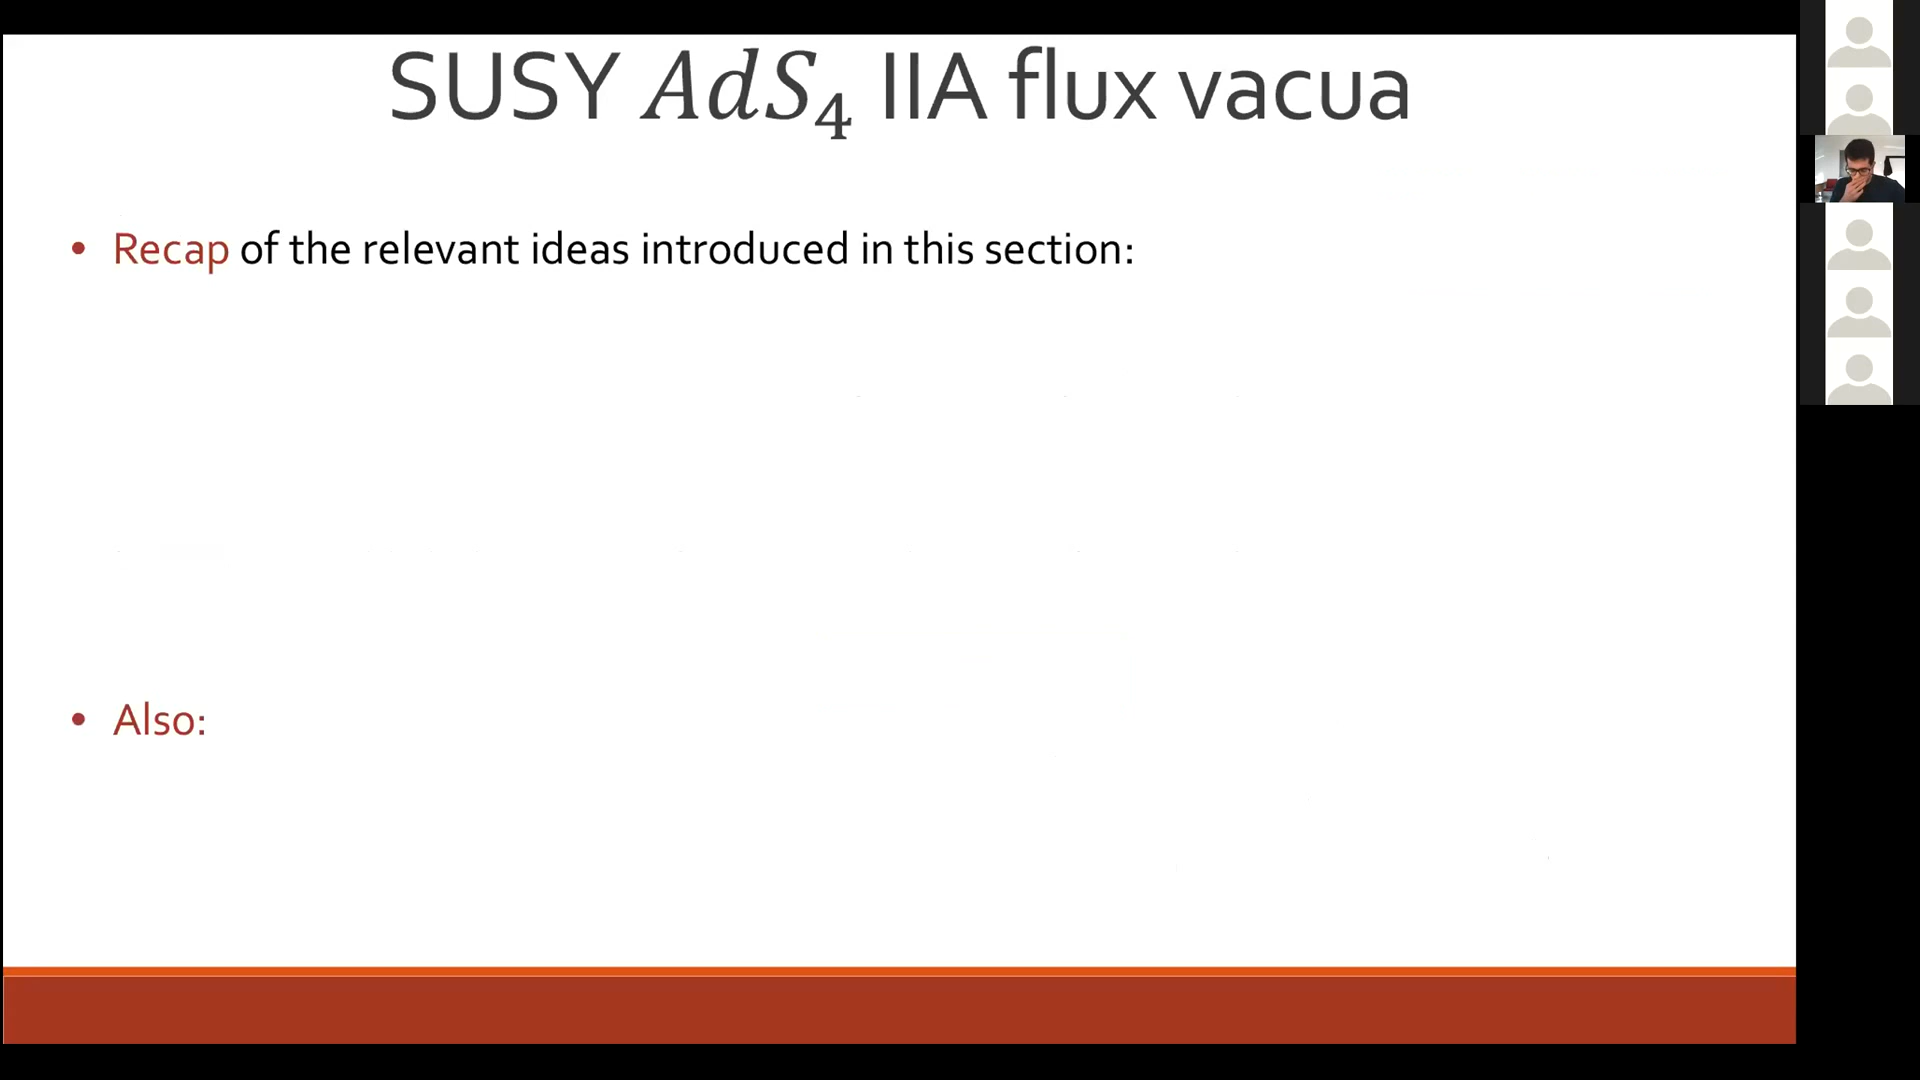 SUSY AdS₄ IIA flux vacua
• Recap of the relevant ideas introduced in this section:
• Also: